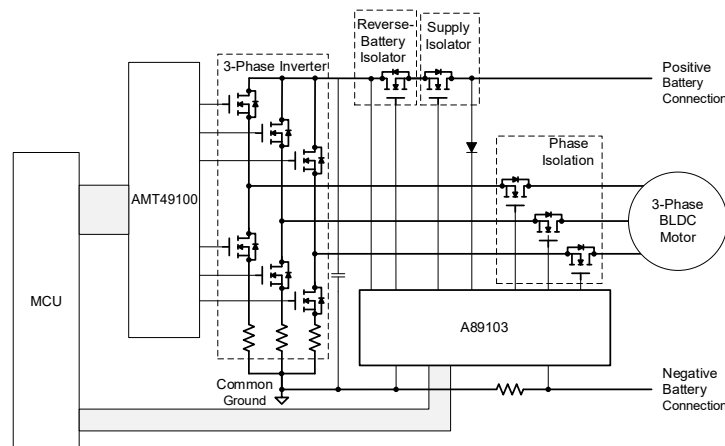 Reverse-
Battery
Isolator
Supply
Isolator
3-Phase Inverter
Positive
Battery
Connection
Phase
Isolation
AMT49100
3-Phase
BLDC
Motor
MCU
A89103
Common
Ground
Negative
Battery
Connection